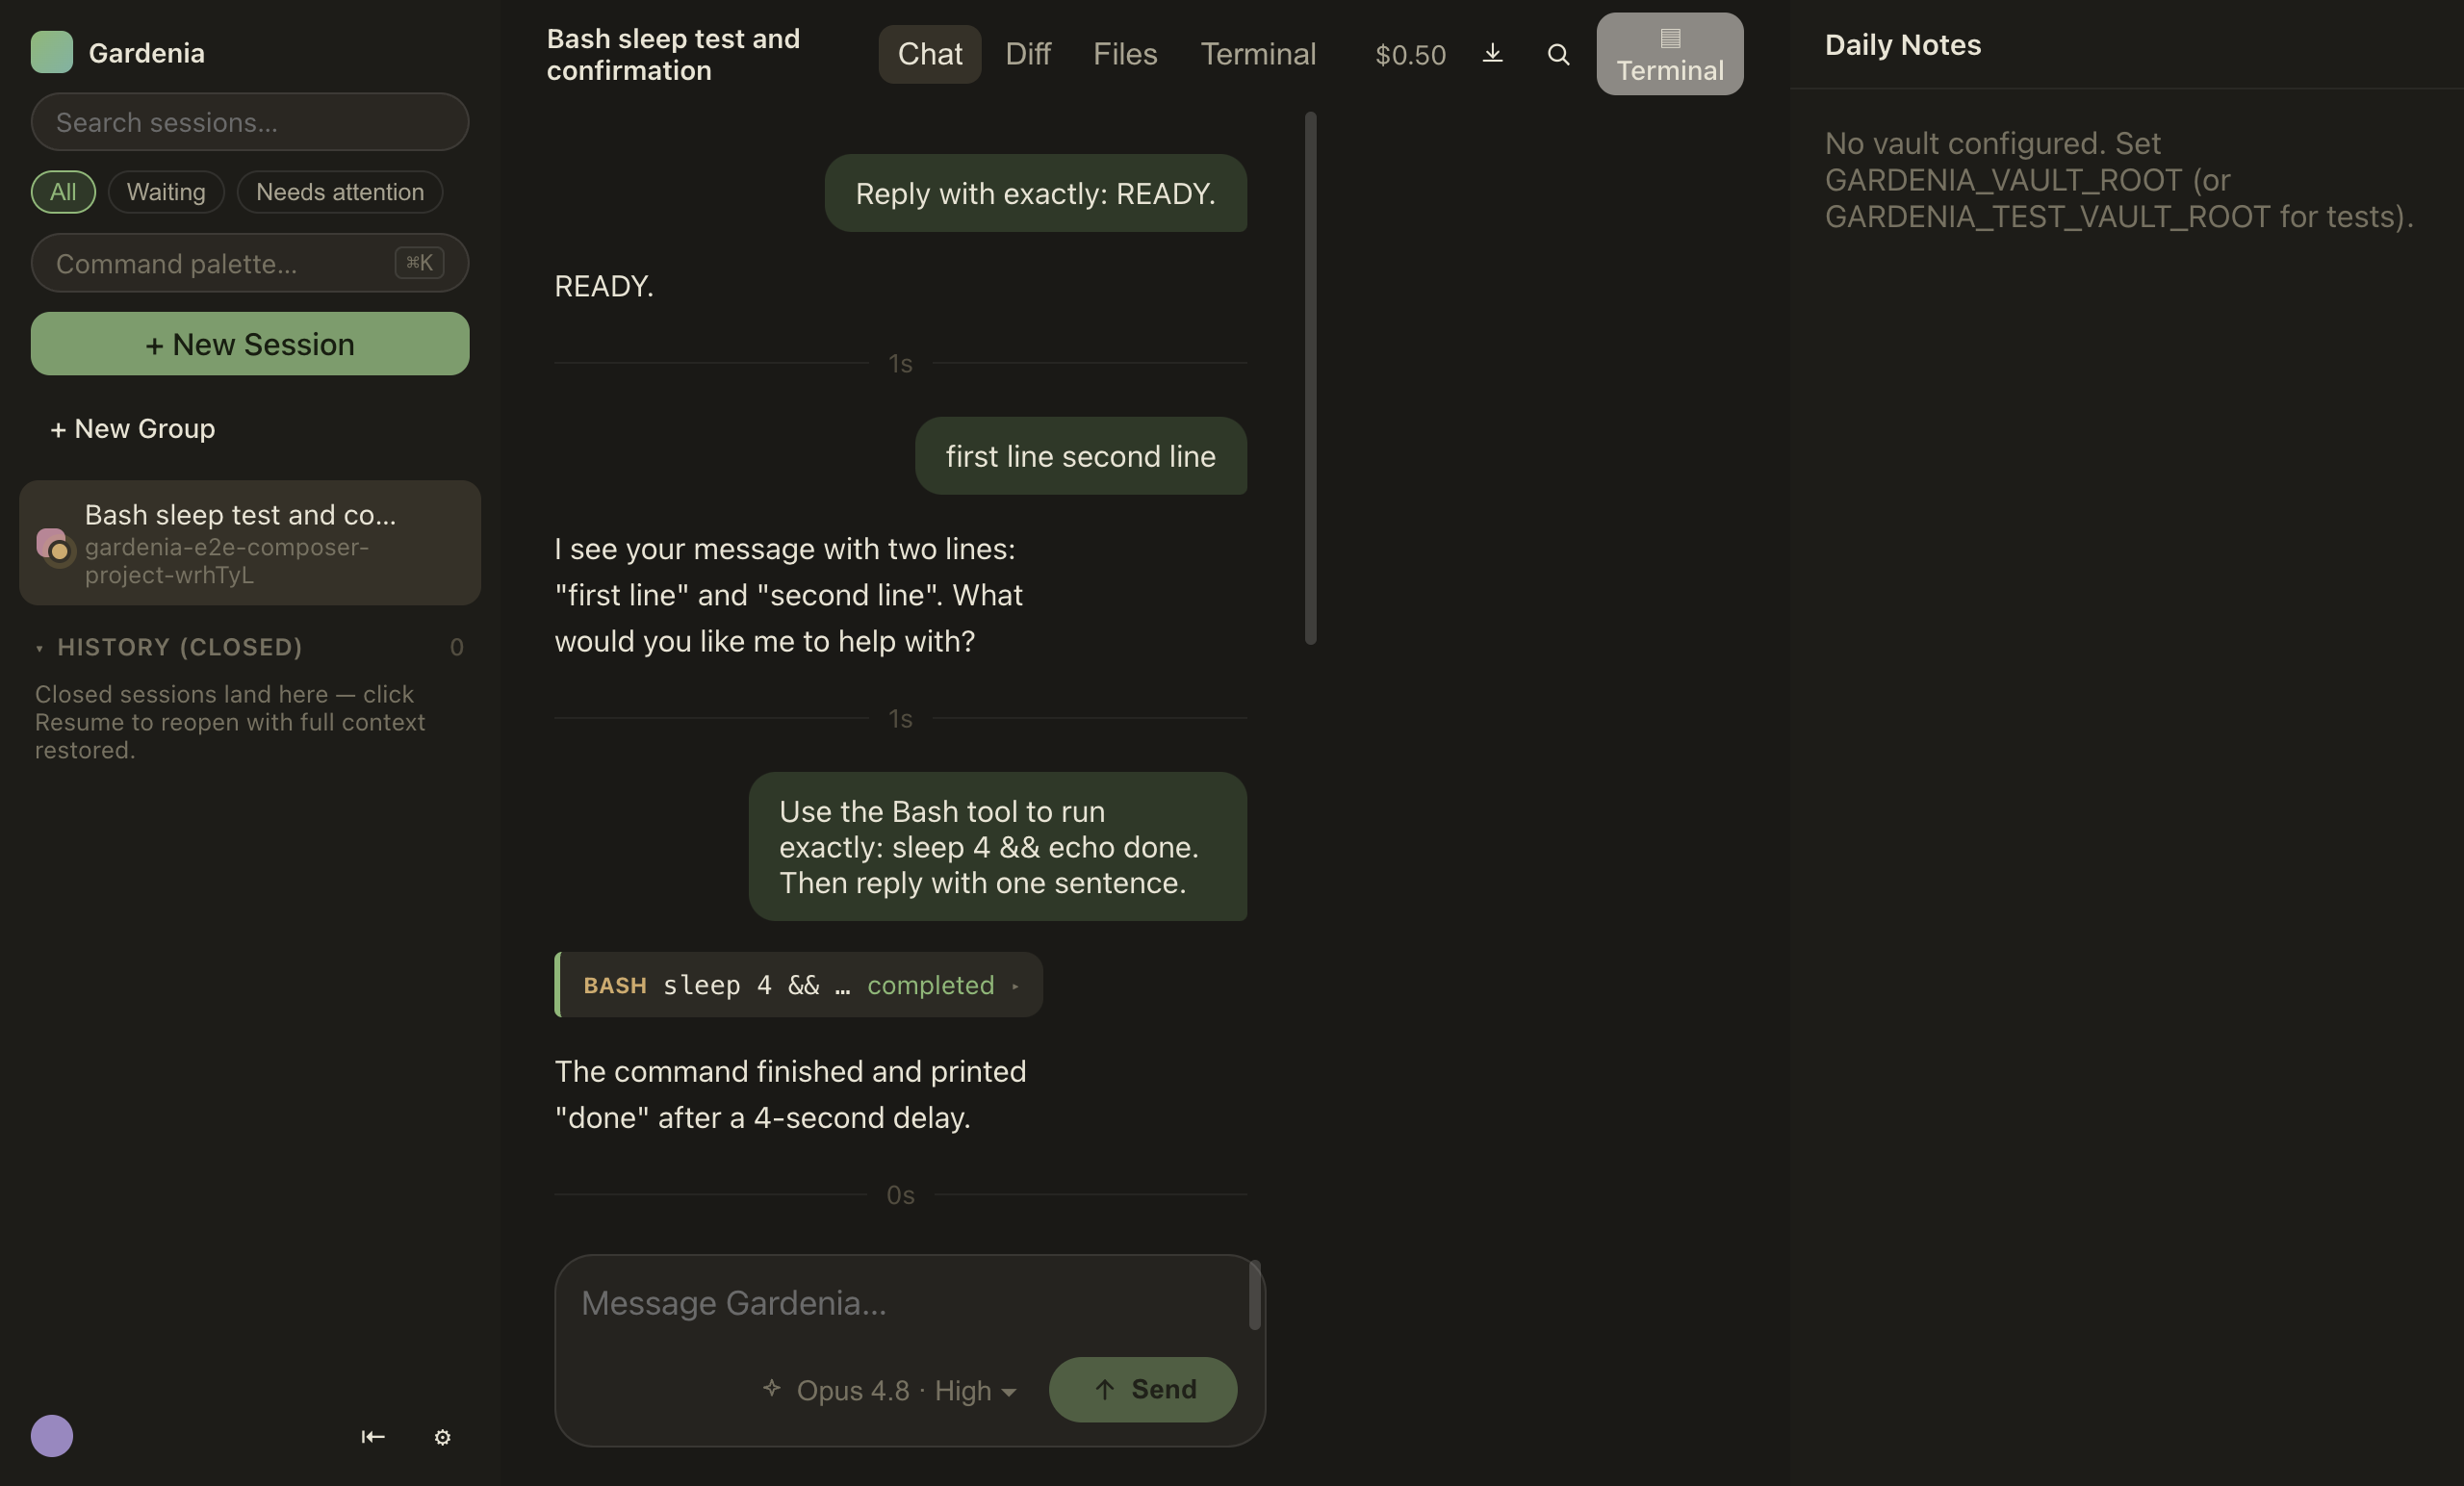 Gardenia
Search sessions...
All
Waiting
Needs attention
Command palette...
⌘K
+ New Session
+ New Group
Bash sleep test and co...
gardenia-e2e-composer-
project-wrhTyL
HISTORY (CLOSED)
0
Closed sessions land here — click
Resume to reopen with full context
restored.
Bash sleep test and
confirmation
Chat
Diff
Files
Terminal
$0.50
Terminal
Reply with exactly: READY.
READY.
1s
first line second line
I see your message with two lines:
"first line" and "second line". What
would you like me to help with?
1s
Use the Bash tool to run
exactly: sleep 4 && echo done.
Then reply with one sentence.
BASH sleep 4 && … completed
The command finished and printed
"done" after a 4-second delay.
0s
Message Gardenia...
Opus 4.8 · High
Send
Daily Notes
No vault configured. Set
GARDENIA_VAULT_ROOT (or
GARDENIA_TEST_VAULT_ROOT for tests).